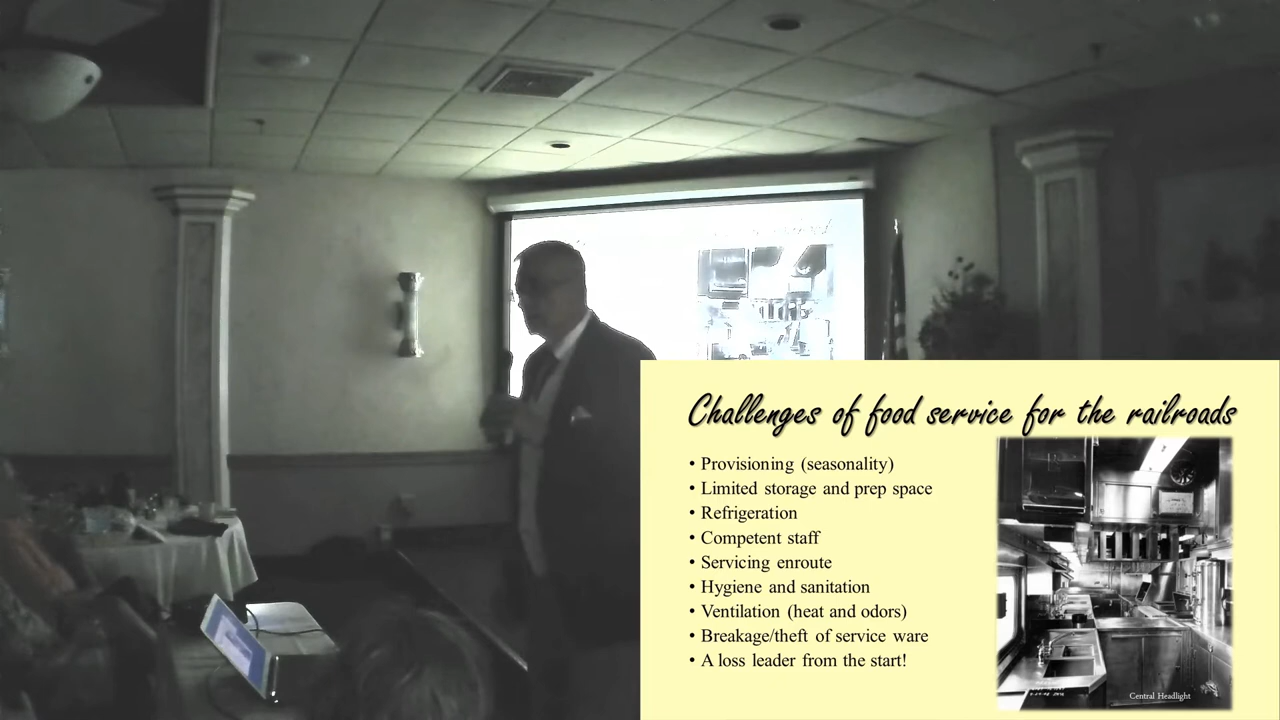 Challenges of food service for the railroads
• Provisioning (seasonality)
• Limited storage and prep space
• Refrigeration
• Competent staff
• Servicing enroute
• Hygiene and sanitation
• Ventilation (heat and odors)
• Breakage/theft of service ware
• A loss leader from the start!
Central Headlight